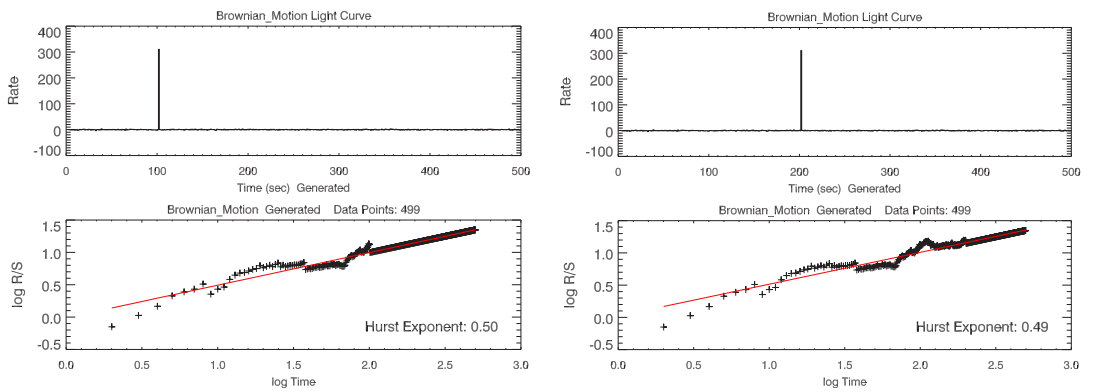 Brownian_Motion Light Curve
400
300
200
100
0
-100
Rate
0 100 200 300 400 500
Time (sec) Generated
Brownian_Motion Generated Data Points: 499
1.5
1.0
0.5
0.0
-0.5
log R/S
Hurst Exponent: 0.50
0.0 0.5 1.0 1.5 2.0 2.5 3.0
log Time
Brownian_Motion Light Curve
400
300
200
100
0
-100
Rate
0 100 200 300 400 500
Time (sec) Generated
Brownian_Motion Generated Data Points: 499
1.5
1.0
0.5
0.0
-0.5
log R/S
Hurst Exponent: 0.49
0.0 0.5 1.0 1.5 2.0 2.5 3.0
log Time